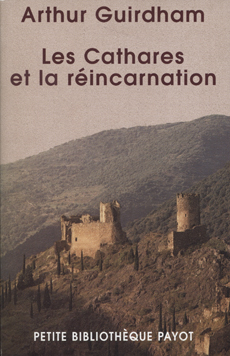 Arthur Guirdham
Les Cathares
et la réincarnation
PETITE BIBLIOTHÈQUE PAYOT